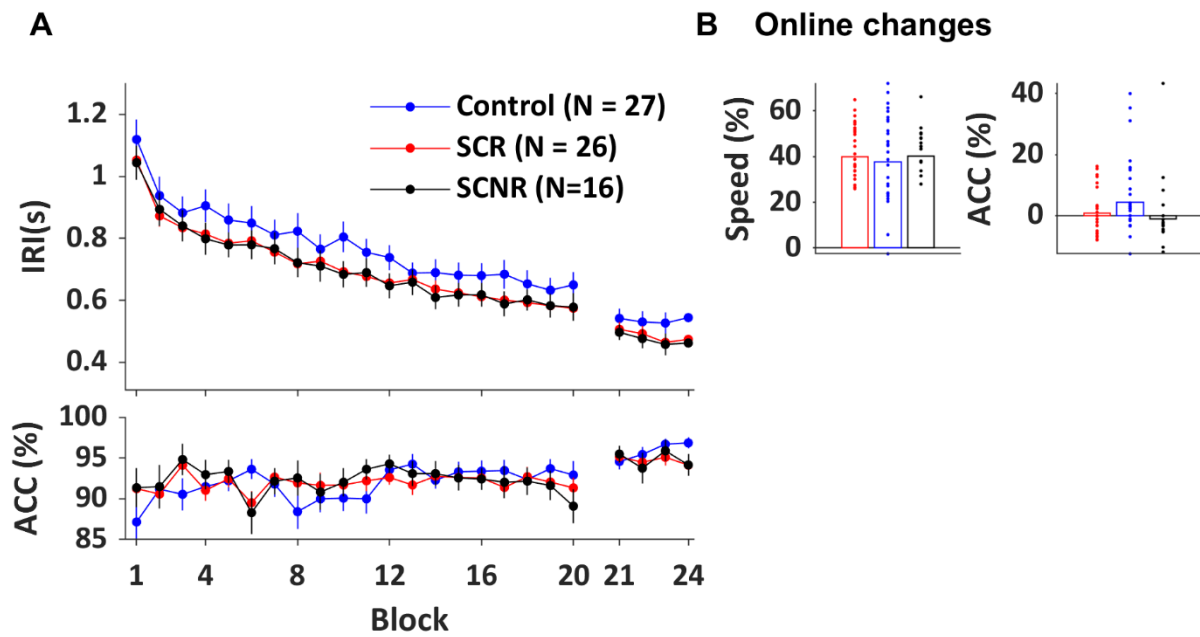 A
B Online changes
IRI(s)
1.2
1
0.8
0.6
0.4
Control (N = 27)
SCR (N = 26)
SCNR (N=16)
ACC (%)
100
95
90
85
1 4 8 12 16 20 21 24
Block
Speed (%)
60
40
20
0
ACC (%)
40
20
0